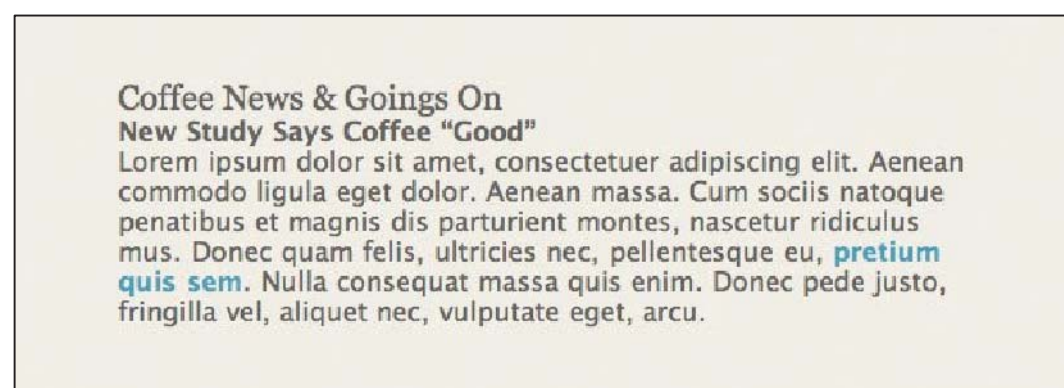 Coffee News & Goings On
New Study Says Coffee “Good”
Lorem ipsum dolor sit amet, consectetuer adipiscing elit. Aenean
commodo ligula eget dolor. Aenean massa. Cum sociis natoque
penatibus et magnis dis parturient montes, nascetur ridiculus
mus. Donec quam felis, ultricies nec, pellentesque eu, pretium
quis sem. Nulla consequat massa quis enim. Donec pede justo,
fringilla vel, aliquet nec, vulputate eget, arcu.